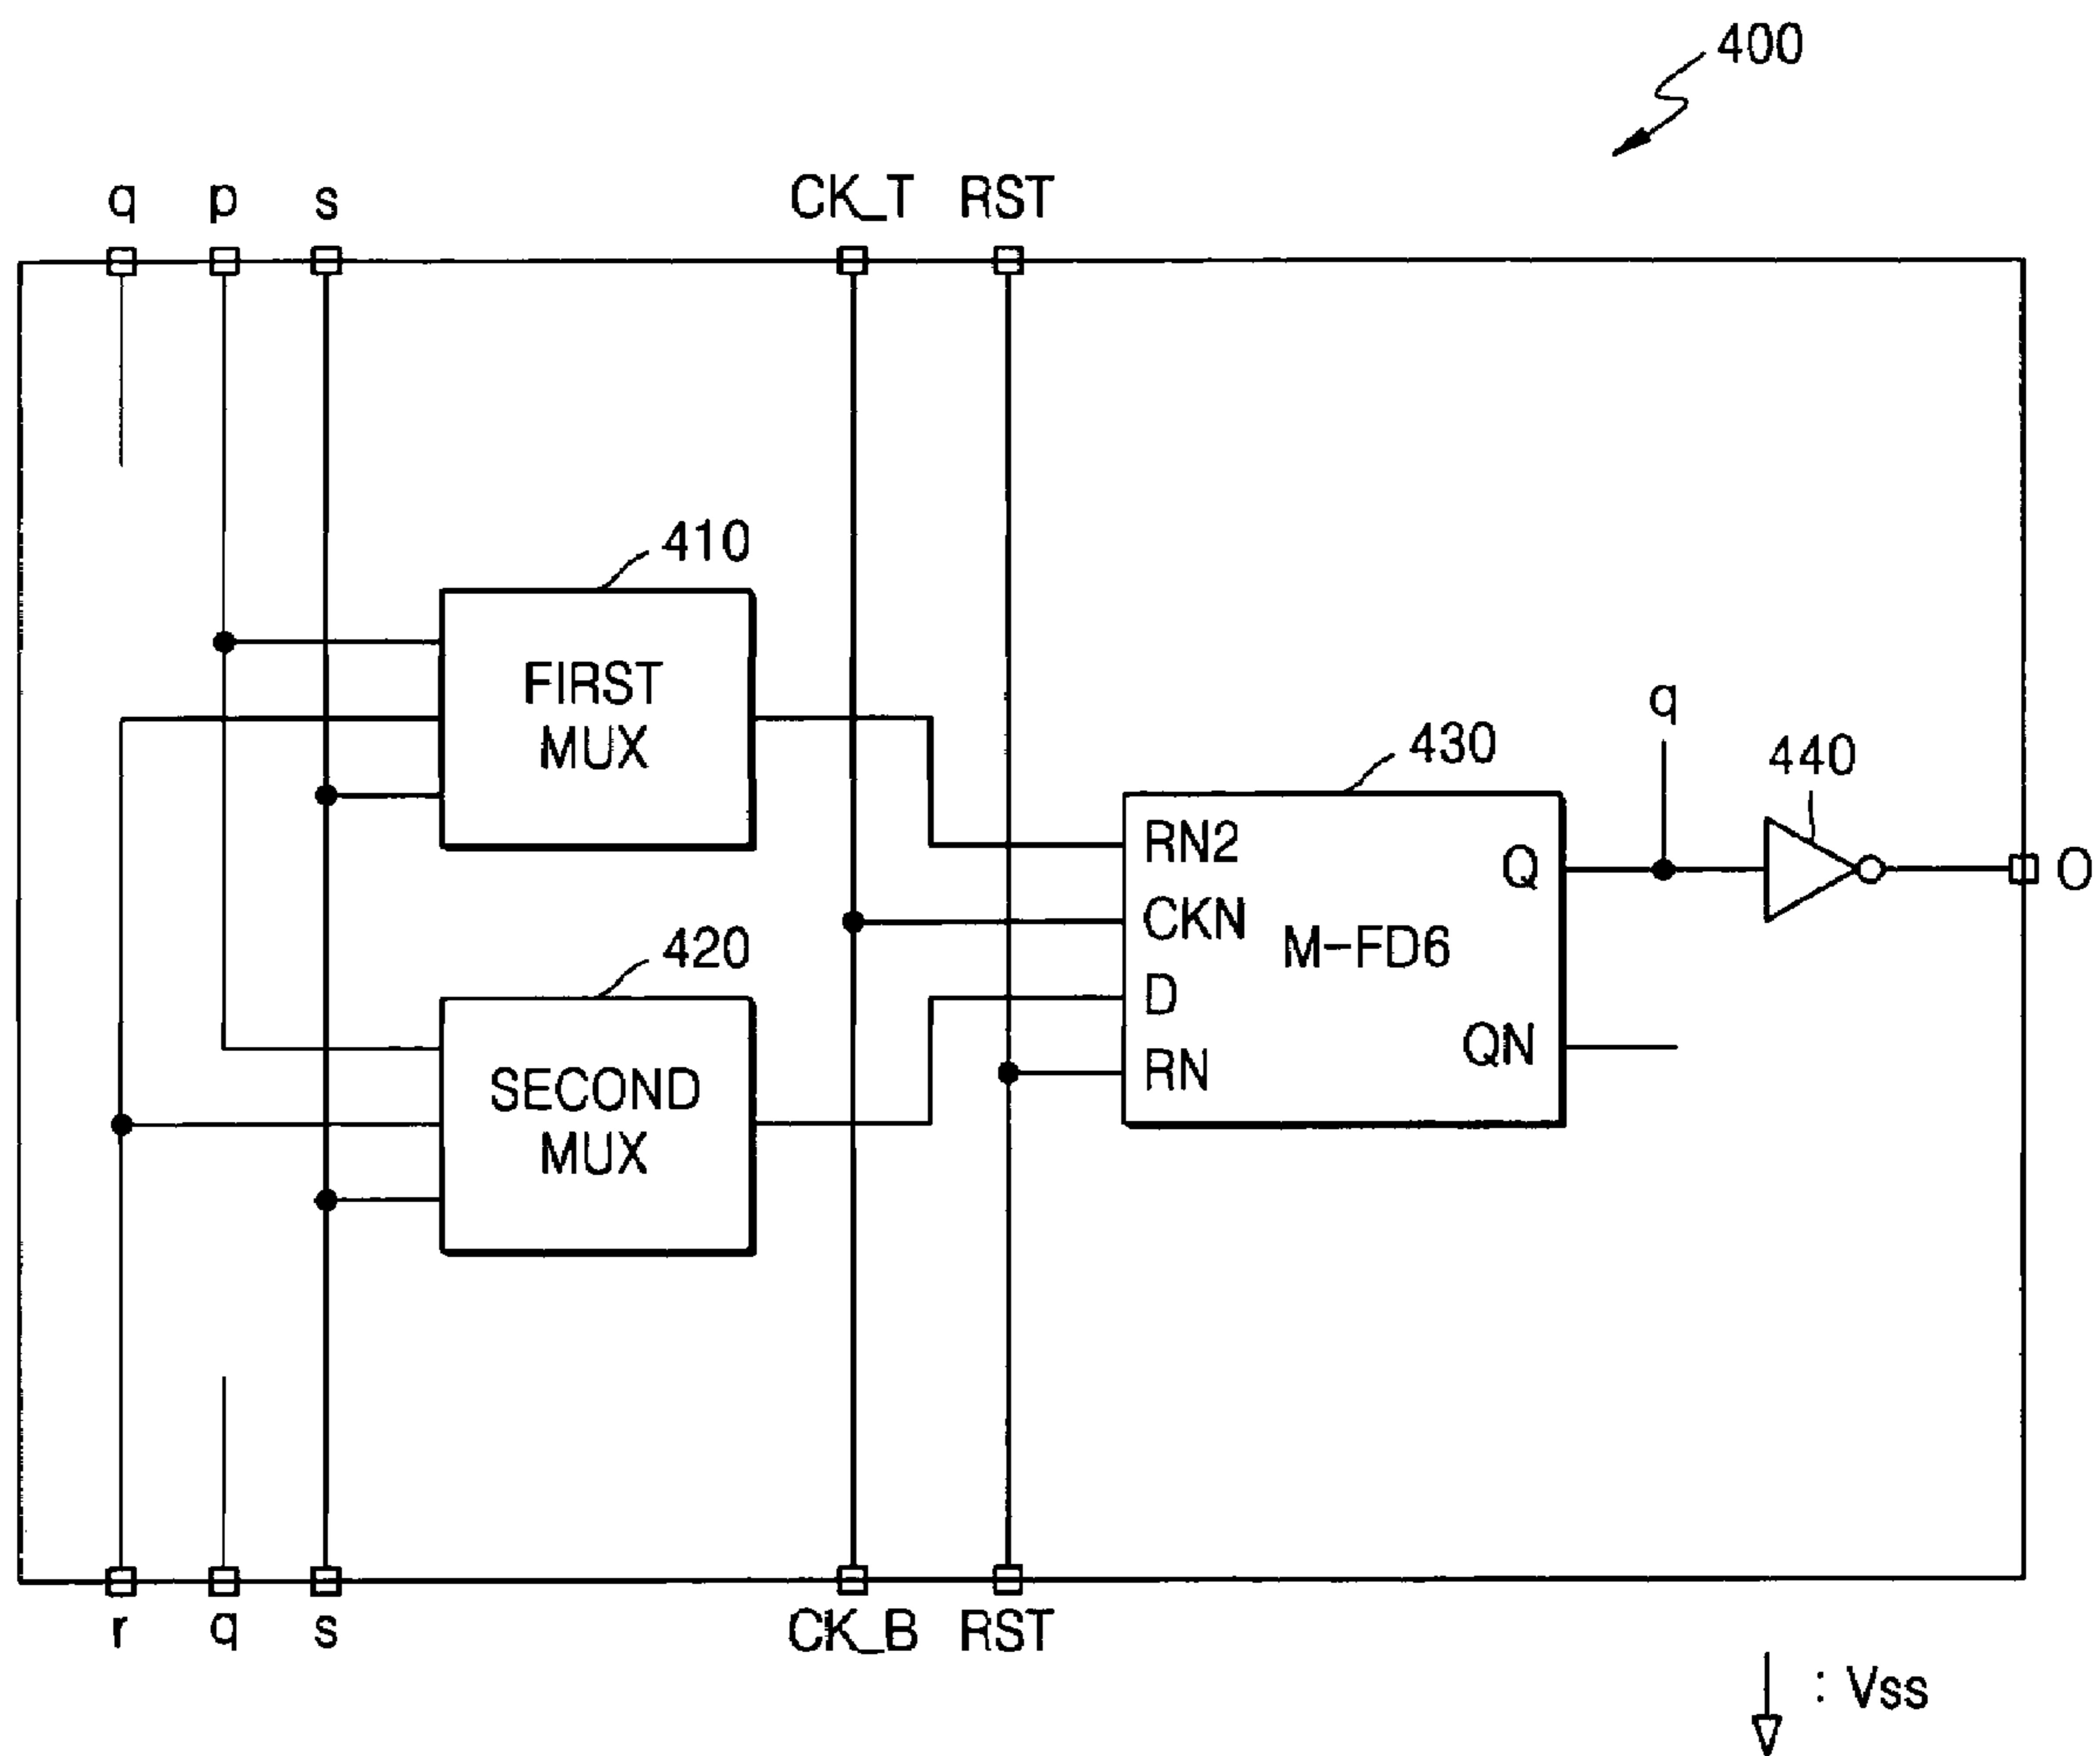 400
q p s CK_T RST
410
FIRST
MUX
q
430
440
RN2
Q
O
CKN
M-FD6
420
D
QN
RN
SECOND
MUX
r q s CK_B RST
: Vss